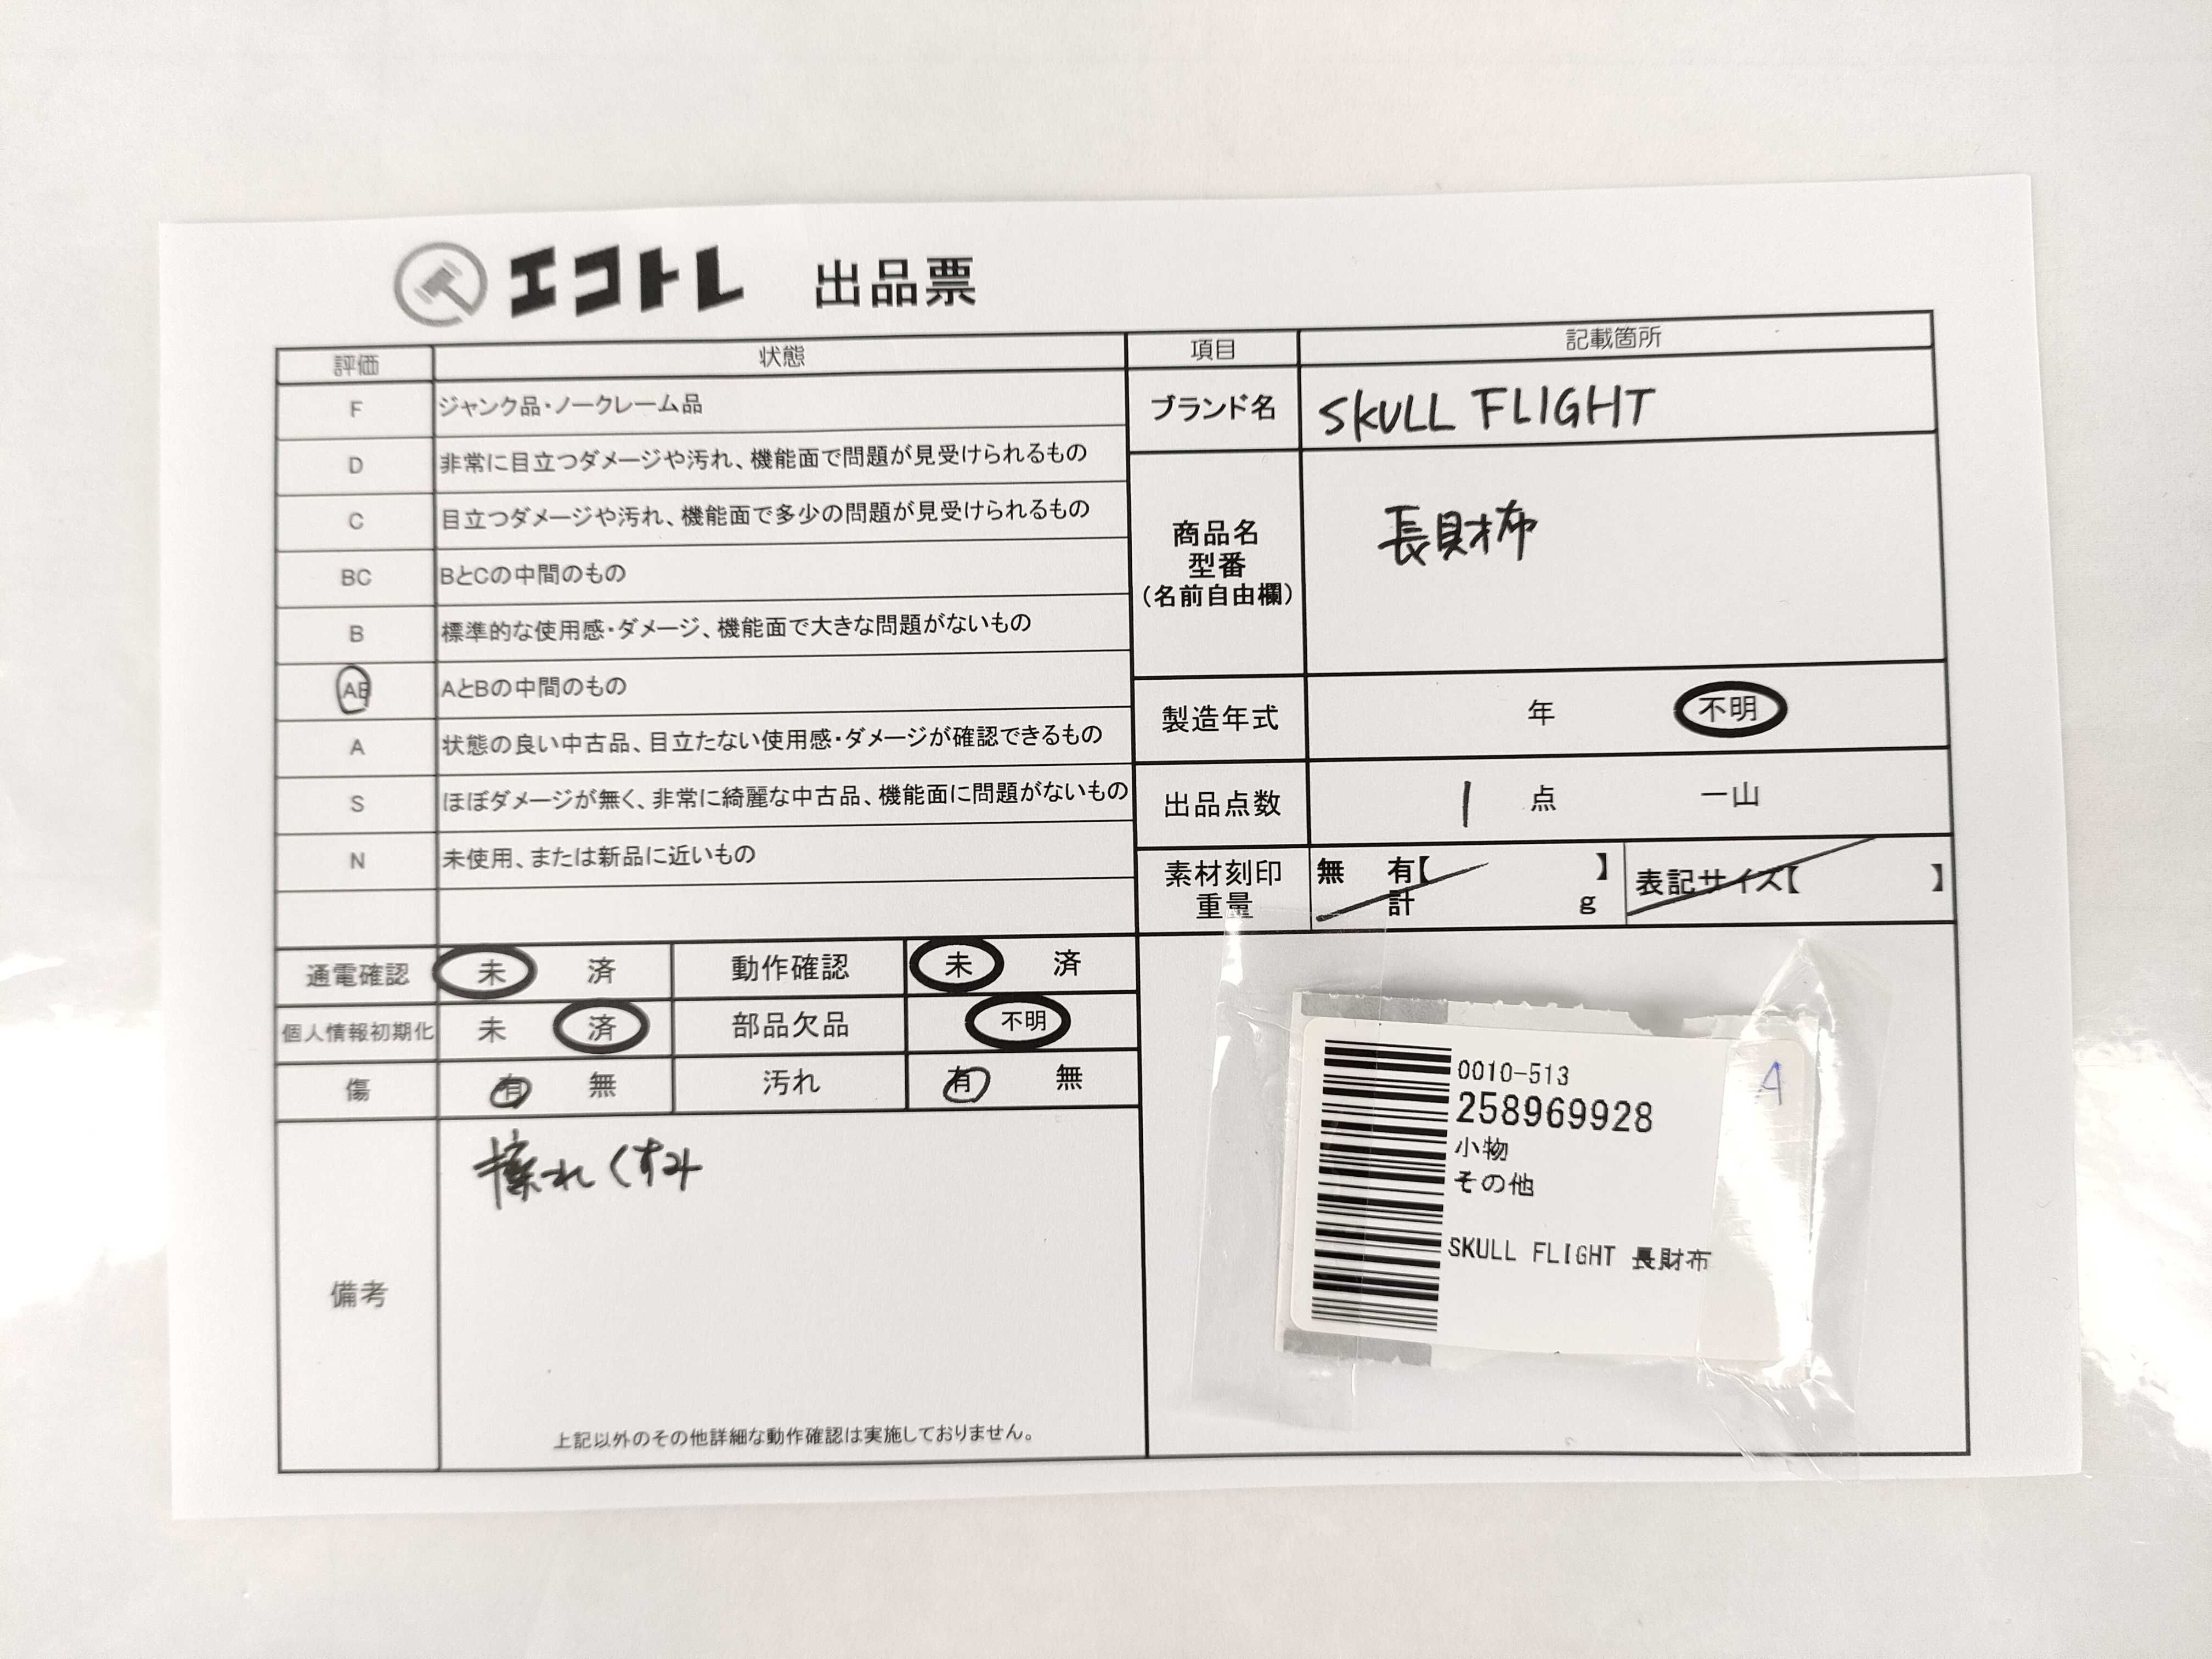 エコトレ 出品票
評価 状態
F ジャンク品・ノークレーム品
D 非常に目立つダメージや汚れ、機能面で問題が見受けられるもの
C 目立つダメージや汚れ、機能面で多少の問題が見受けられるもの
BC BとCの中間のもの
B 標準的な使用感・ダメージ、機能面で大きな問題がないもの
AB AとBの中間のもの
A 状態の良い中古品、目立たない使用感・ダメージが確認できるもの
S ほぼダメージが無く、非常に綺麗な中古品、機能面に問題がないもの
N 未使用、または新品に近いもの
通電確認 未 済 動作確認 未 済
個人情報初期化 未 済 部品欠品 不明
傷 有 無 汚れ 有 無
備考
擦れくすみ
上記以外のその他詳細な動作確認は実施しておりません。
項目 記載箇所
ブランド名 SKULL FLIGHT
商品名
型番
(名前自由欄)
長財布
製造年式 年 不明
出品点数 1 点 一山
素材刻印 無 有【 】 表記サイズ【 】
重量 計 g
0010-513
258969928
小物
その他
SKULL FLIGHT 長財布
A